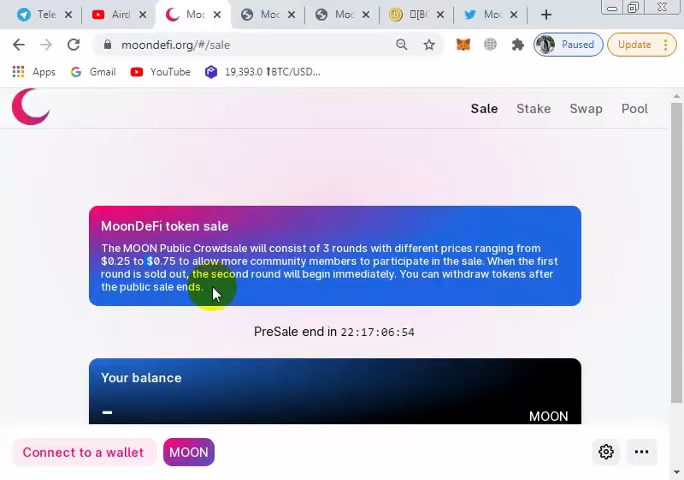 Tele
Airc
Mo
Mo
Mo
[B(
Mo
moondefi.org/#/sale
Paused
Update
Apps
Gmail
YouTube
19,393.0 ⭡BTC/USD...
Sale
Stake
Swap
Pool
MoonDeFi token sale
The MOON Public Crowdsale will consist of 3 rounds with different prices ranging from
$0.25 to $0.75 to allow more community members to participate in the sale. When the first
round is sold out, the second round will begin immediately. You can withdraw tokens after
the public sale ends.
PreSale end in 22:17:06:54
Your balance
-
MOON
Connect to a wallet
MOON
...